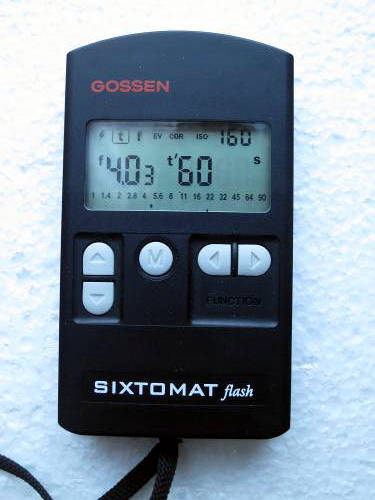 GOSSEN
t f EV COR ISO 160
f 4.0 3 t' 60 s
1 1.4 2 2.8 4 5.6 8 11 16 22 32 45 64 90
M
FUNCTION
SIXTOMAT flash